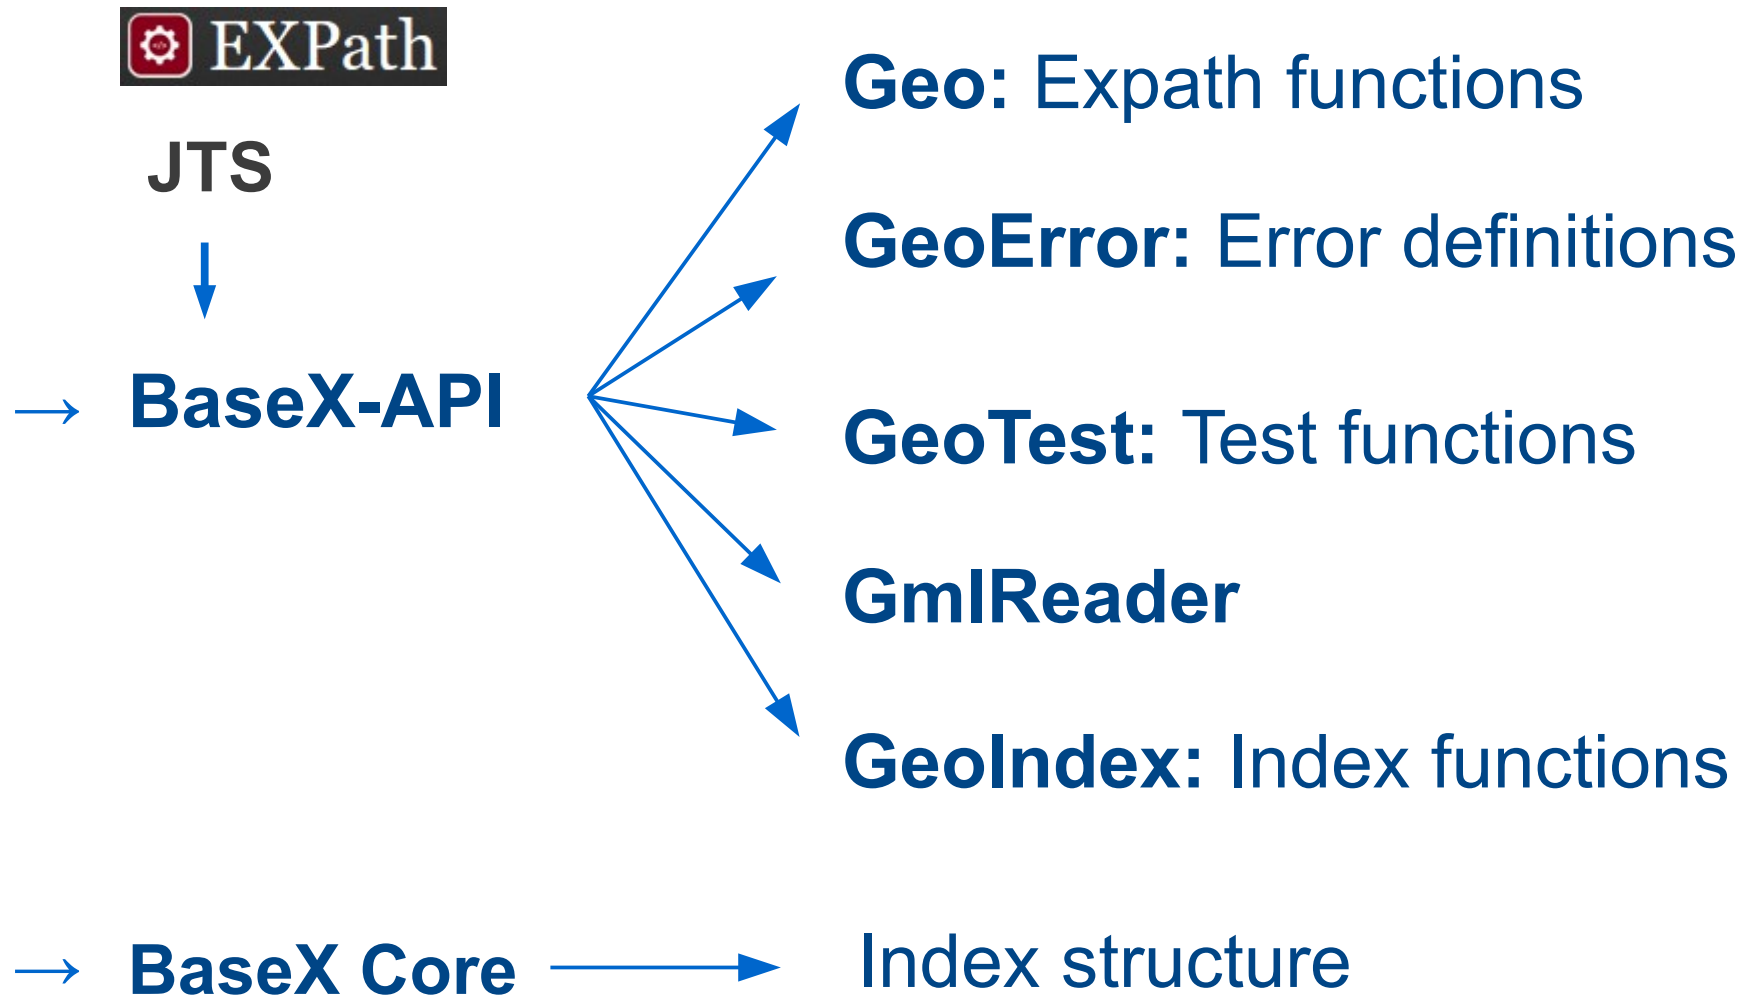 EXPath
JTS
→ BaseX-API
Geo: Expath functions
GeoError: Error definitions
GeoTest: Test functions
GmlReader
GeoIndex: Index functions
→ BaseX Core
Index structure